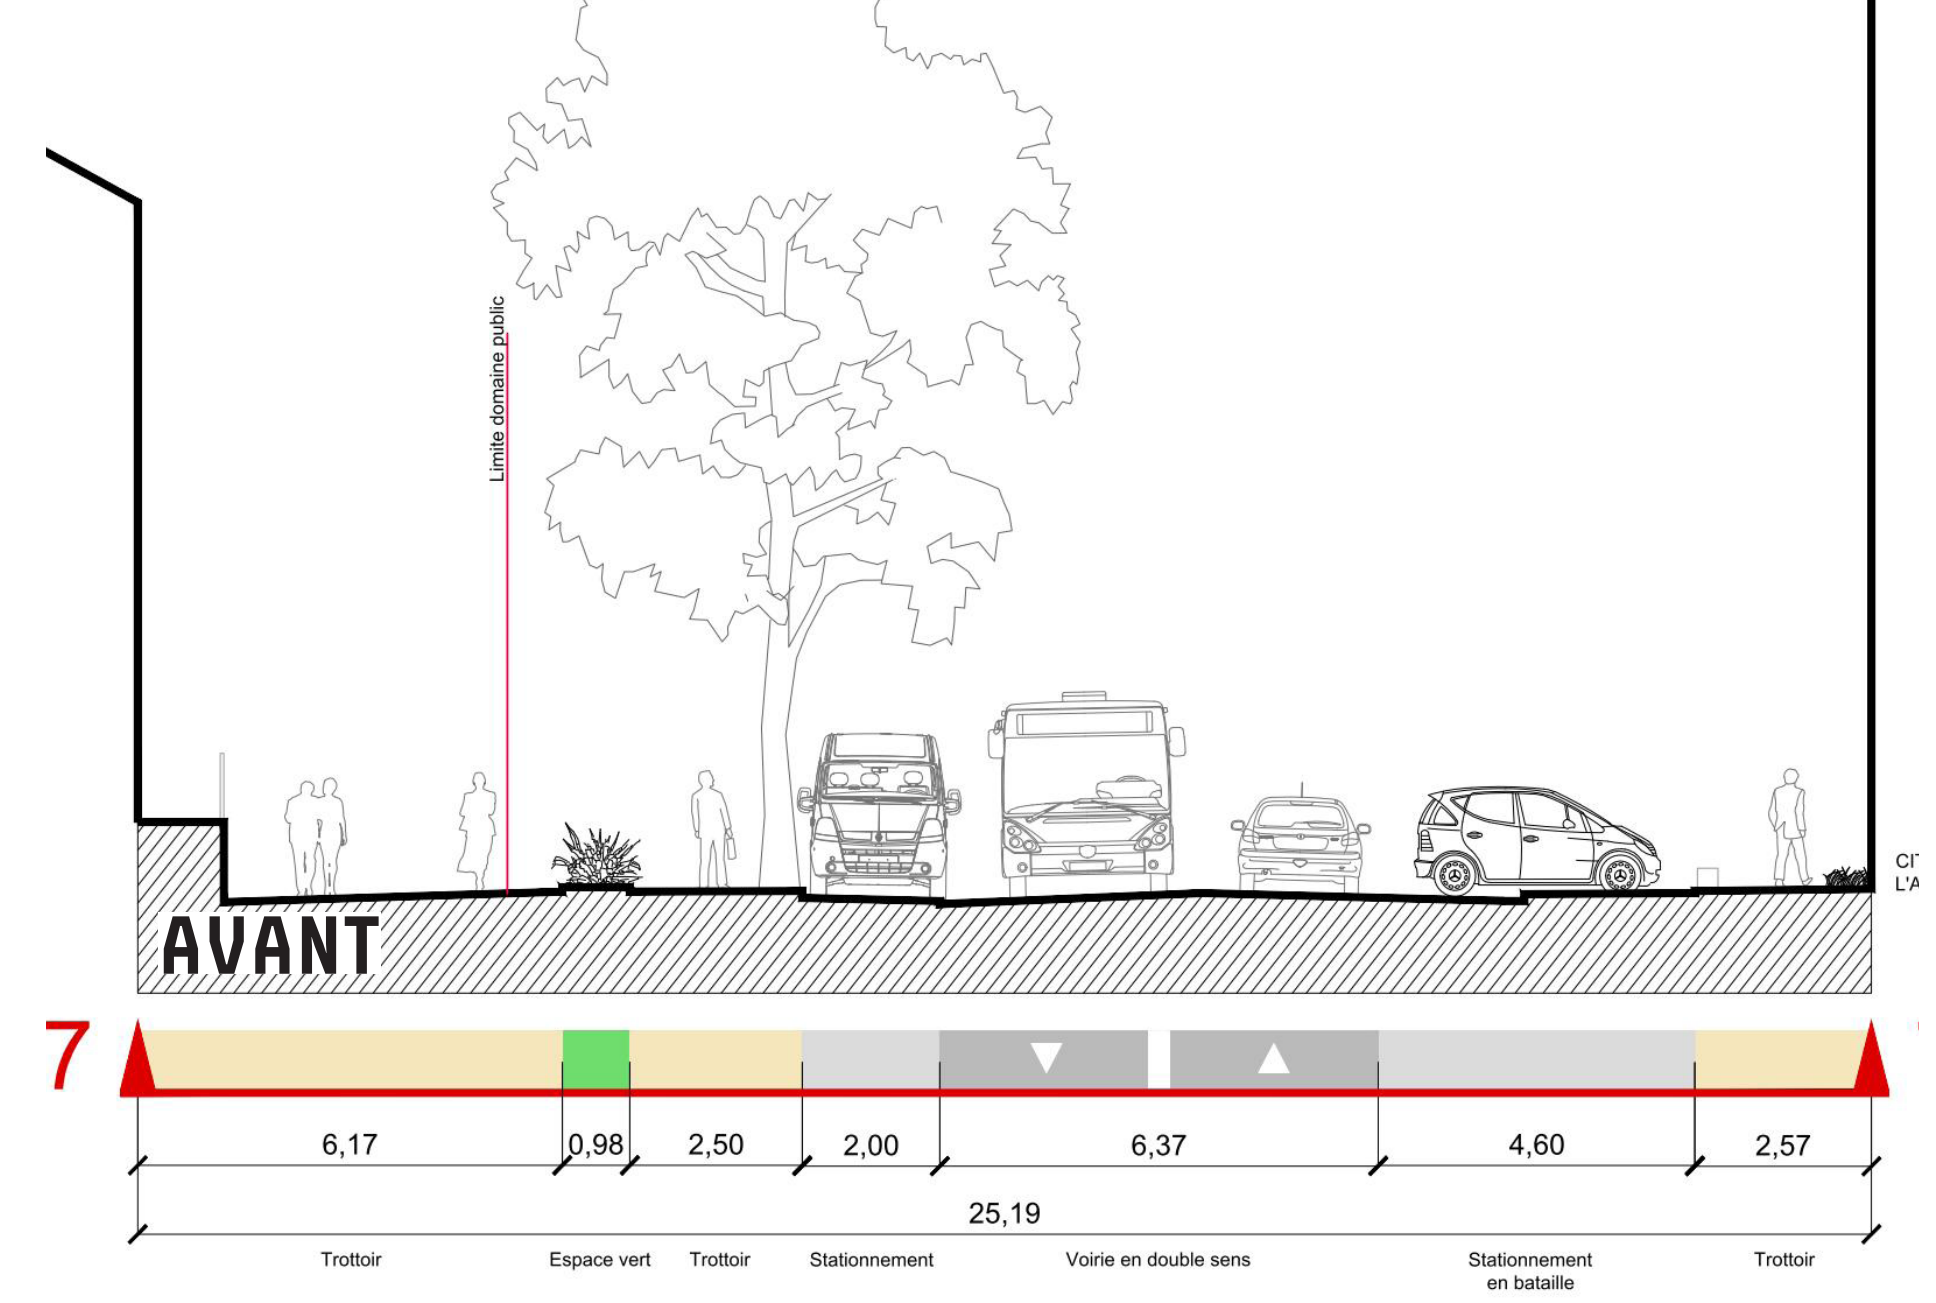 Limite domaine public
CIT
L'A
AVANT
7
6,17
0,98
2,50
2,00
6,37
4,60
2,57
25,19
Trottoir
Espace vert
Trottoir
Stationnement
Voirie en double sens
Stationnement
en bataille
Trottoir